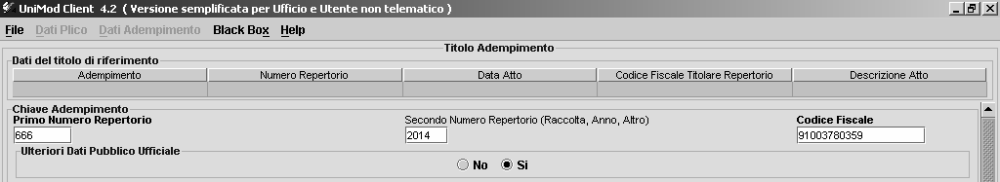 UniMod Client 4.2 ( Versione semplificata per Ufficio e Utente non telematico )
File Dati Plico Dati Adempimento Black Box Help
Titolo Adempimento
Dati del titolo di riferimento
Adempimento Numero Repertorio Data Atto Codice Fiscale Titolare Repertorio Descrizione Atto
Chiave Adempimento
Primo Numero Repertorio Secondo Numero Repertorio (Raccolta, Anno, Altro) Codice Fiscale
666 2014 91003780359
Ulteriori Dati Pubblico Ufficiale
No Si